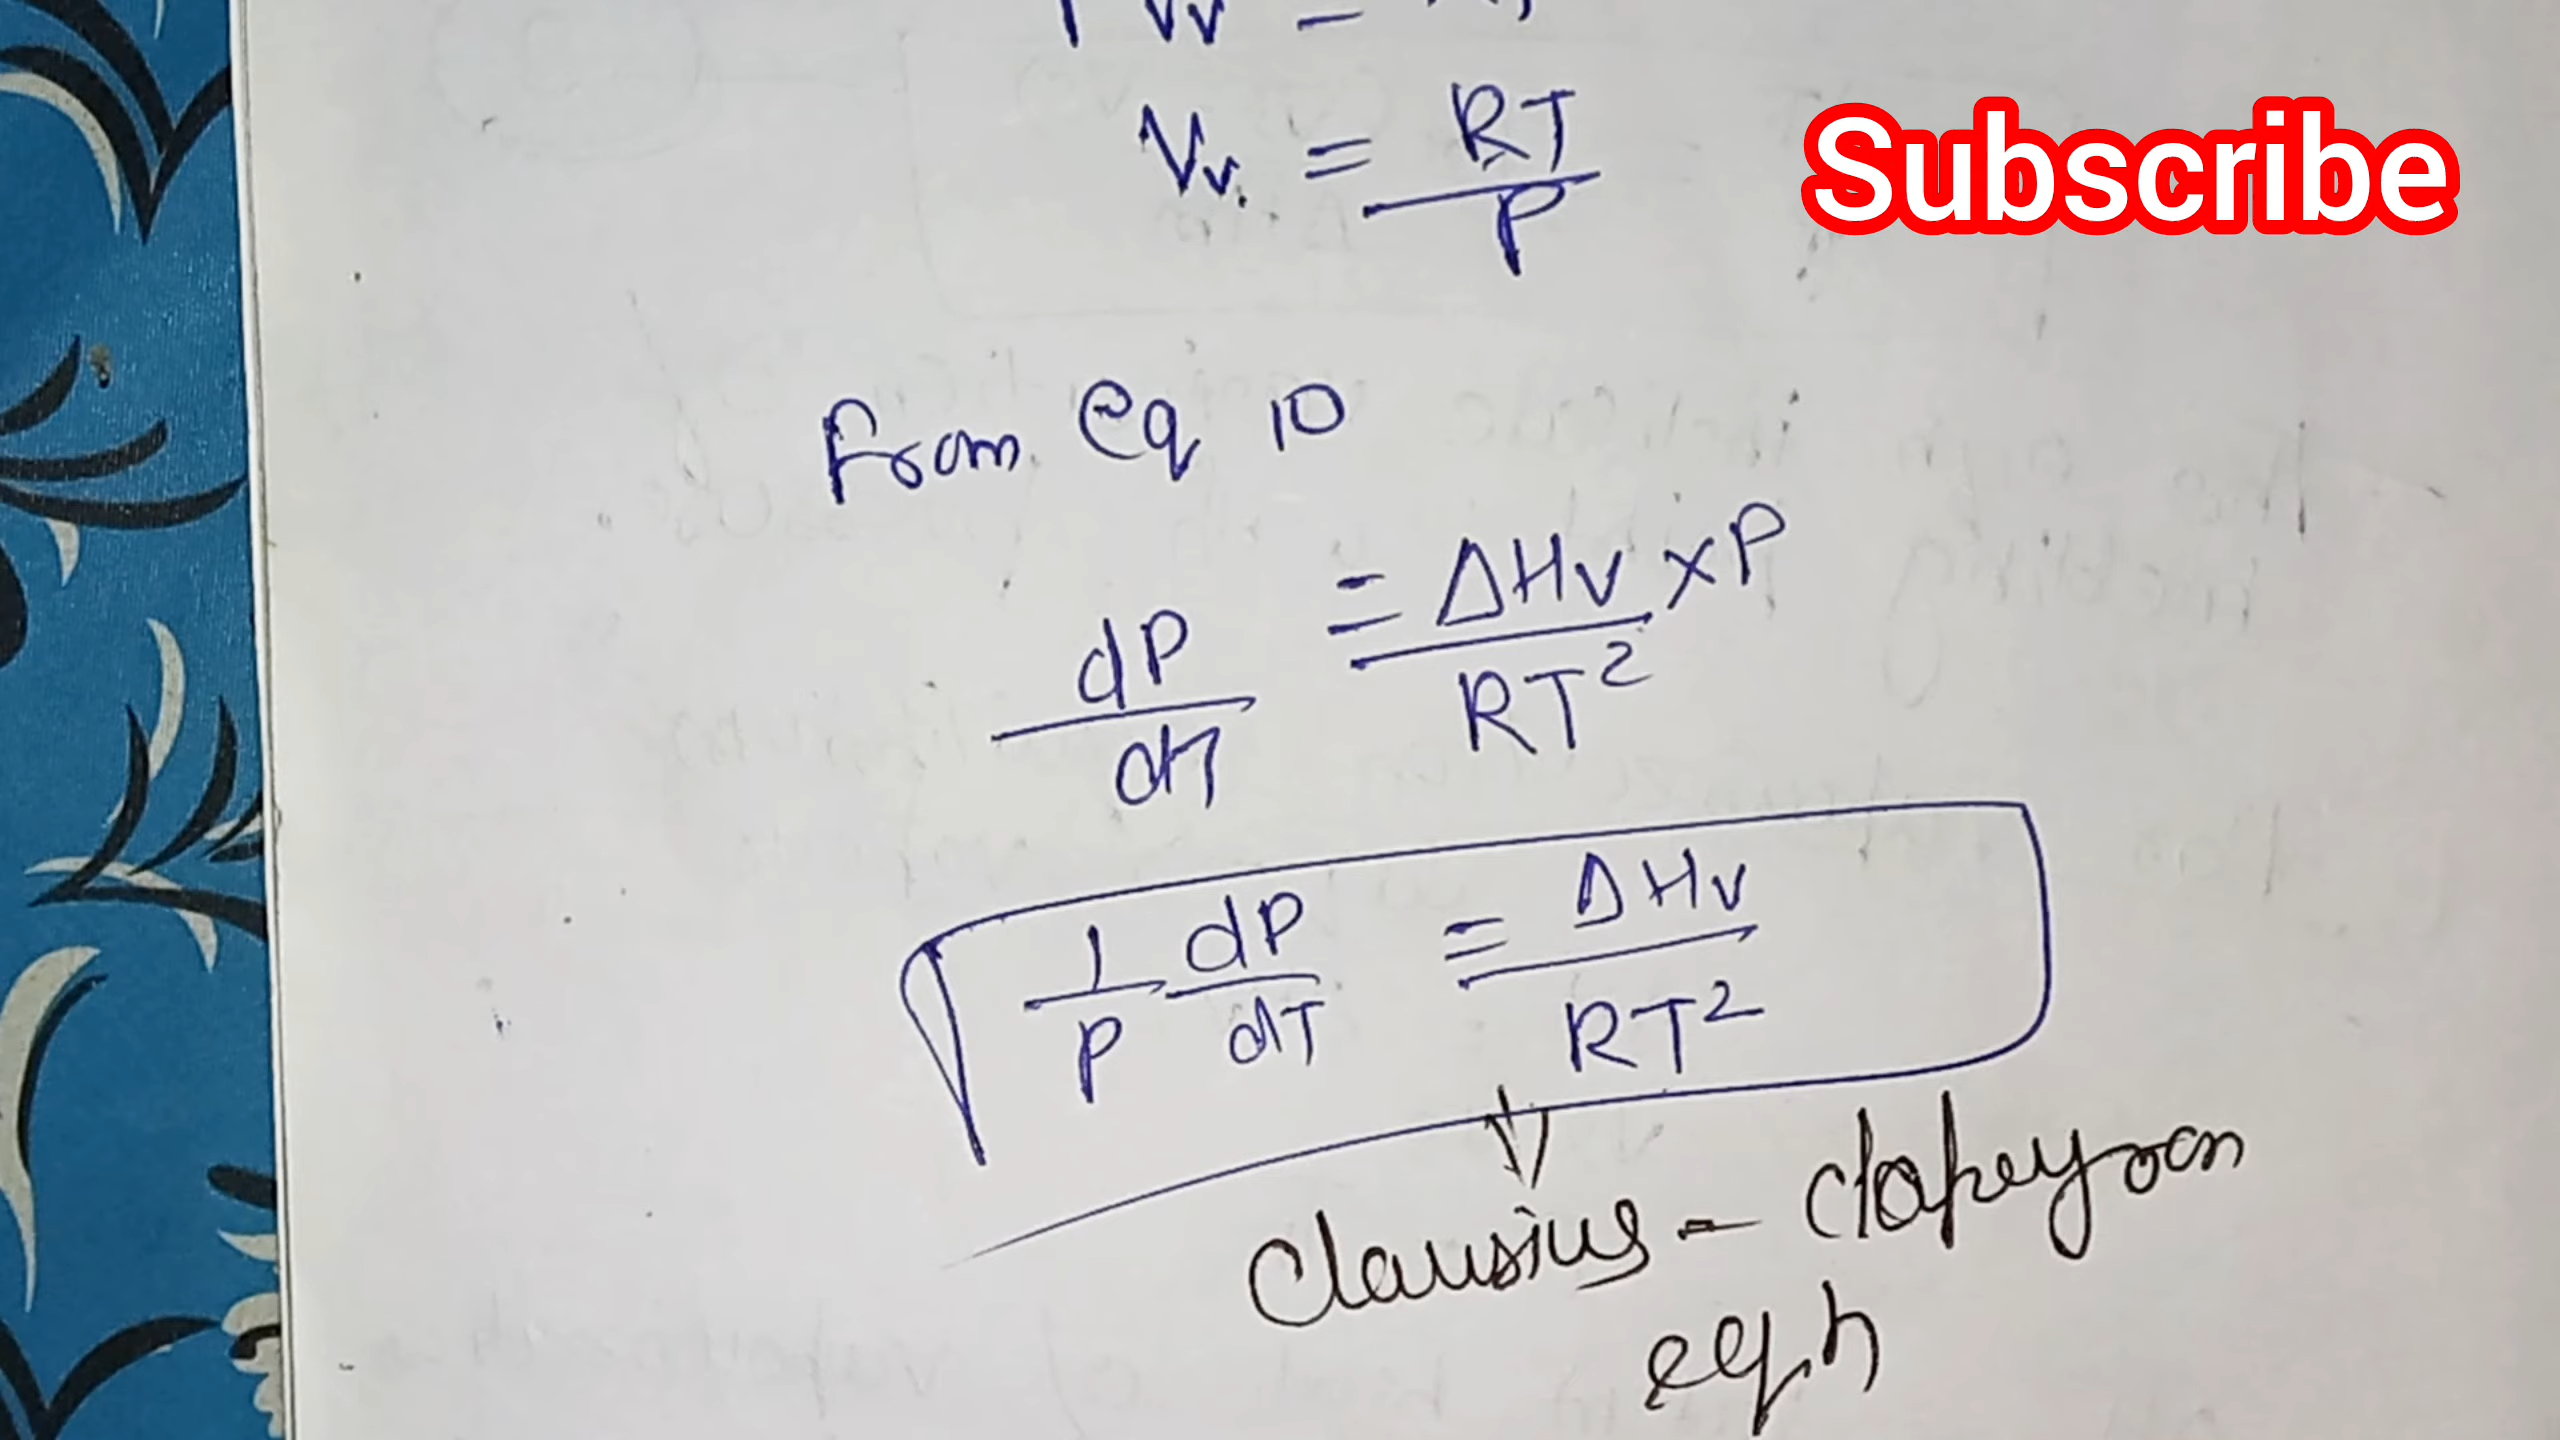 Vv = RT/P
Subscribe
From eq 10
dP/dT = ΔHv/RT² × P
1/P dP/dT = ΔHv/RT²
Clausius - Clapeyron
eqn